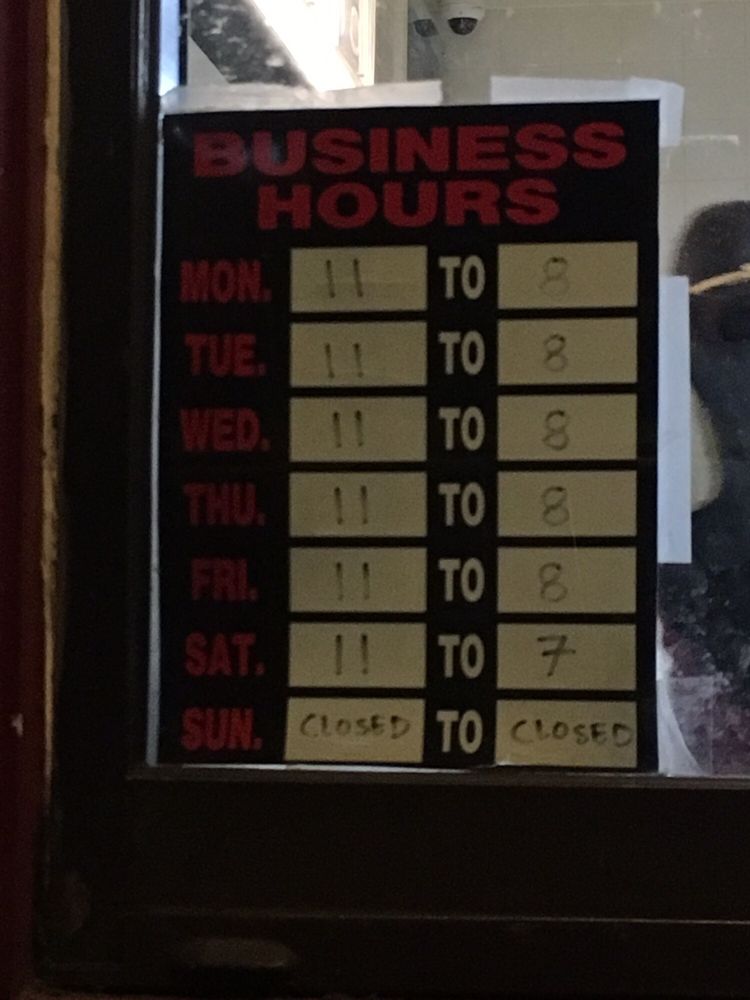 BUSINESS
HOURS
MON. 11 TO 8
TUE. 11 TO 8
WED. 11 TO 8
THU. 11 TO 8
FRI. 11 TO 8
SAT. 11 TO 7
SUN. CLOSED TO CLOSED